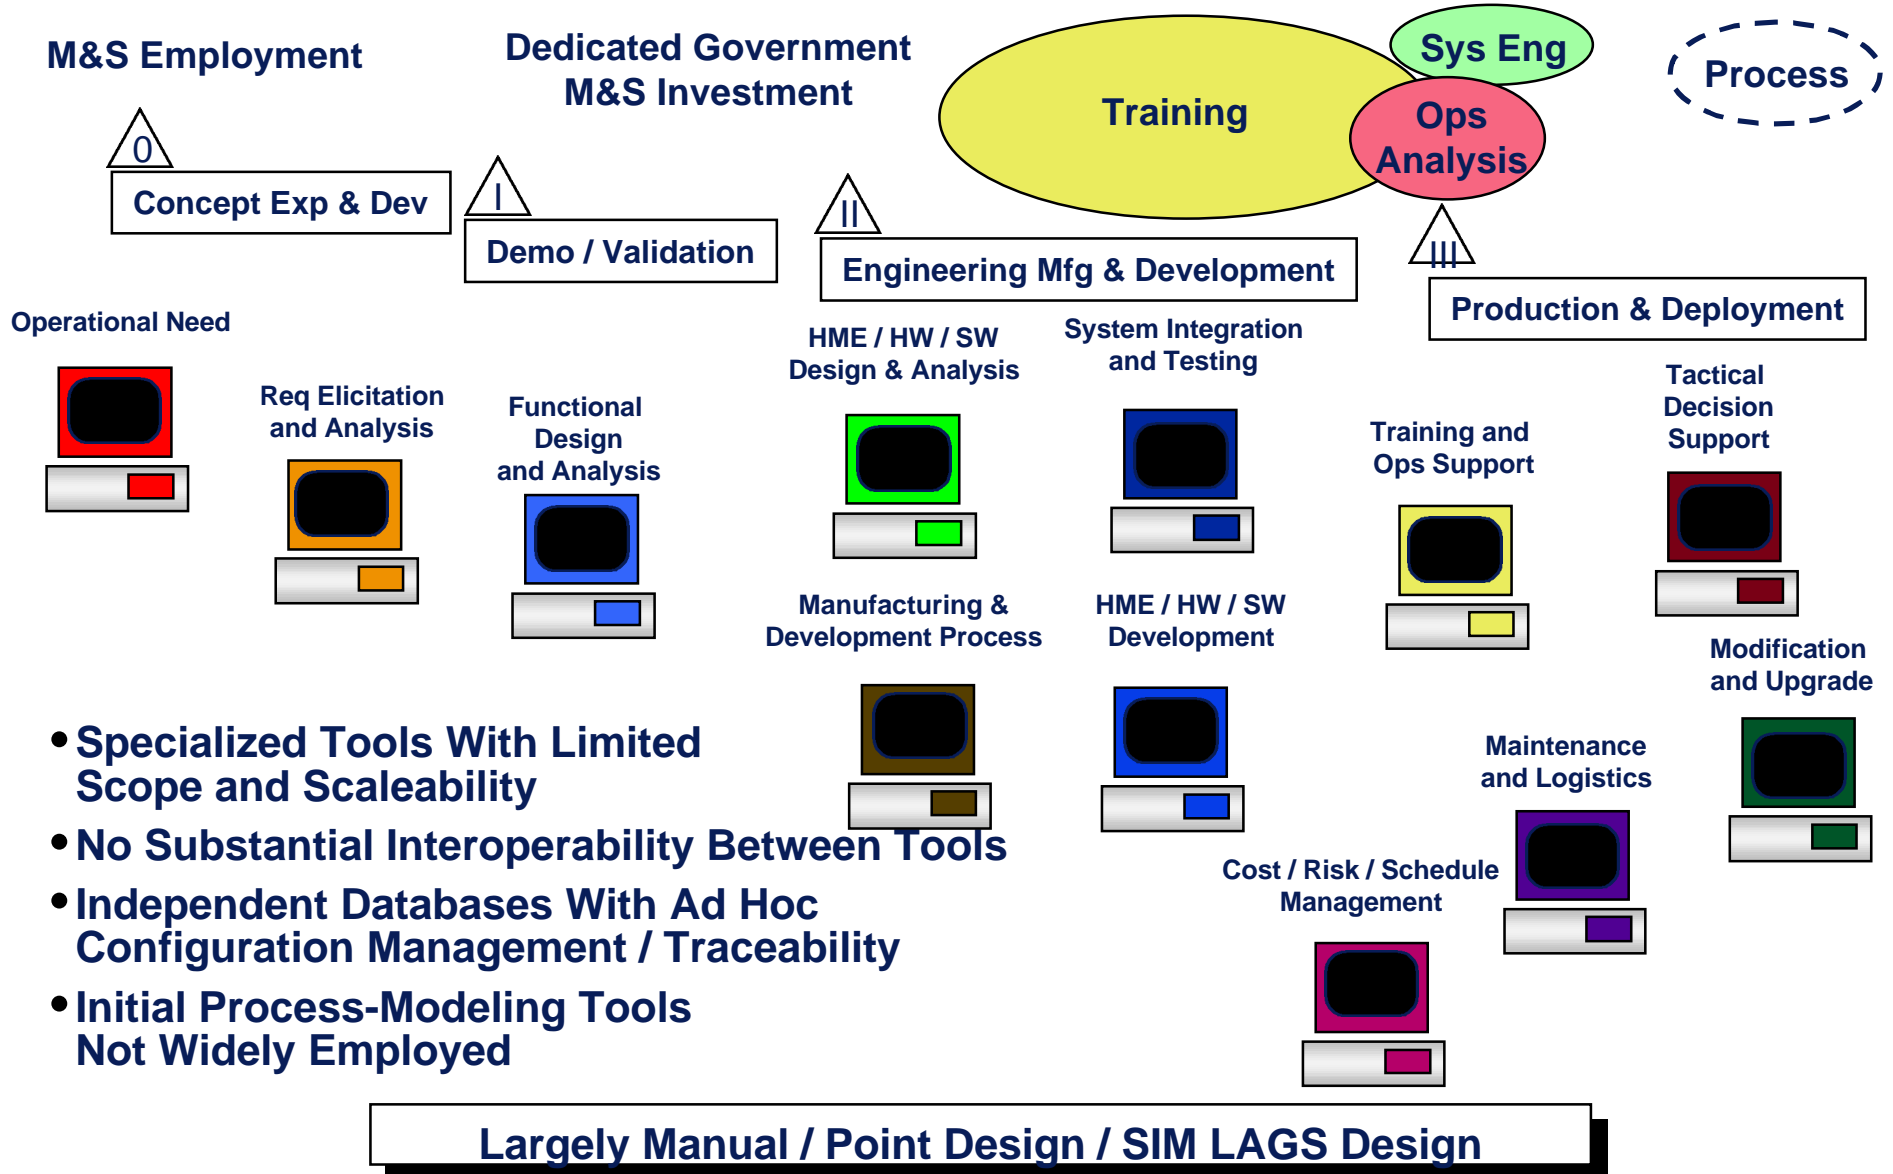 M&S Employment
Dedicated Government
M&S Investment
Training
Sys Eng
Ops
Analysis
Process
0
Concept Exp & Dev
I
Demo / Validation
II
Engineering Mfg & Development
III
Production & Deployment
Operational Need
Req Elicitation
and Analysis
Functional
Design
and Analysis
HME / HW / SW
Design & Analysis
System Integration
and Testing
Training and
Ops Support
Tactical
Decision
Support
Manufacturing &
Development Process
HME / HW / SW
Development
Modification
and Upgrade
Maintenance
and Logistics
Cost / Risk / Schedule
Management
• Specialized Tools With Limited
Scope and Scaleability
• No Substantial Interoperability Between Tools
• Independent Databases With Ad Hoc
Configuration Management / Traceability
• Initial Process-Modeling Tools
Not Widely Employed
Largely Manual / Point Design / SIM LAGS Design